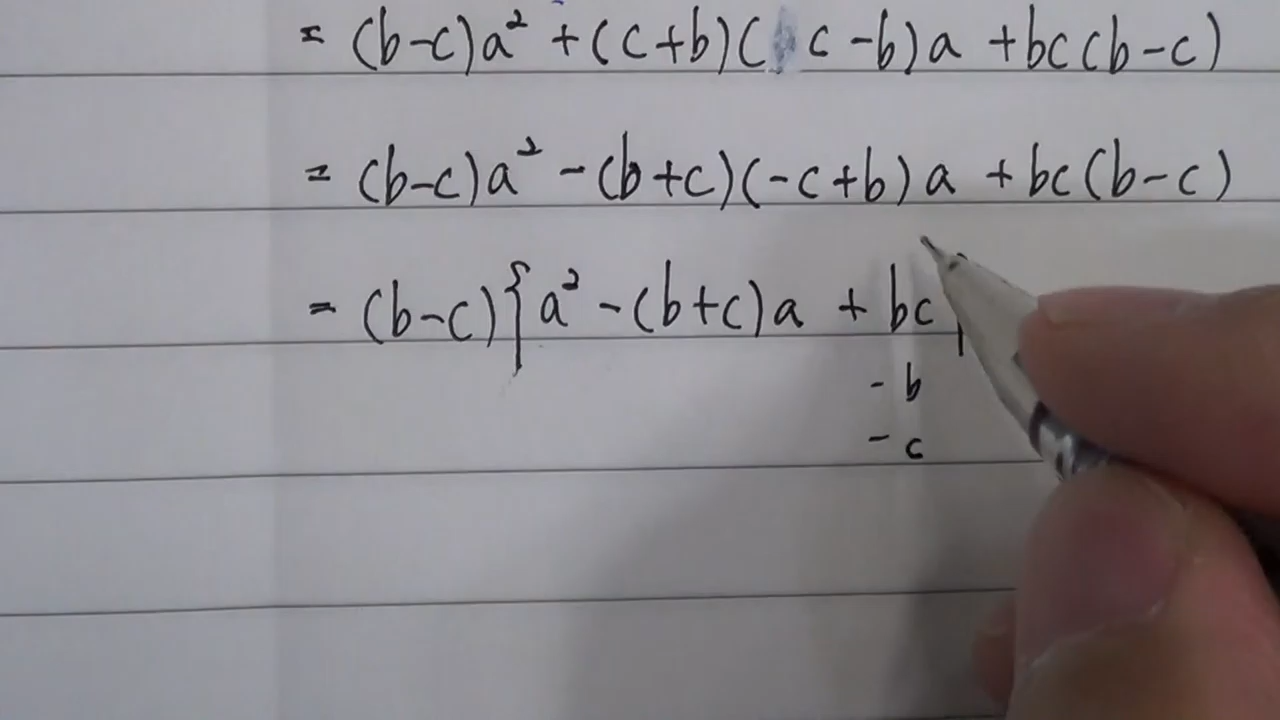 = (b-c)a² + (c+b)(c-b)a + bc(b-c)
= (b-c)a² - (b+c)(-c+b)a + bc(b-c)
= (b-c){a² - (b+c)a + bc}
- b
- c